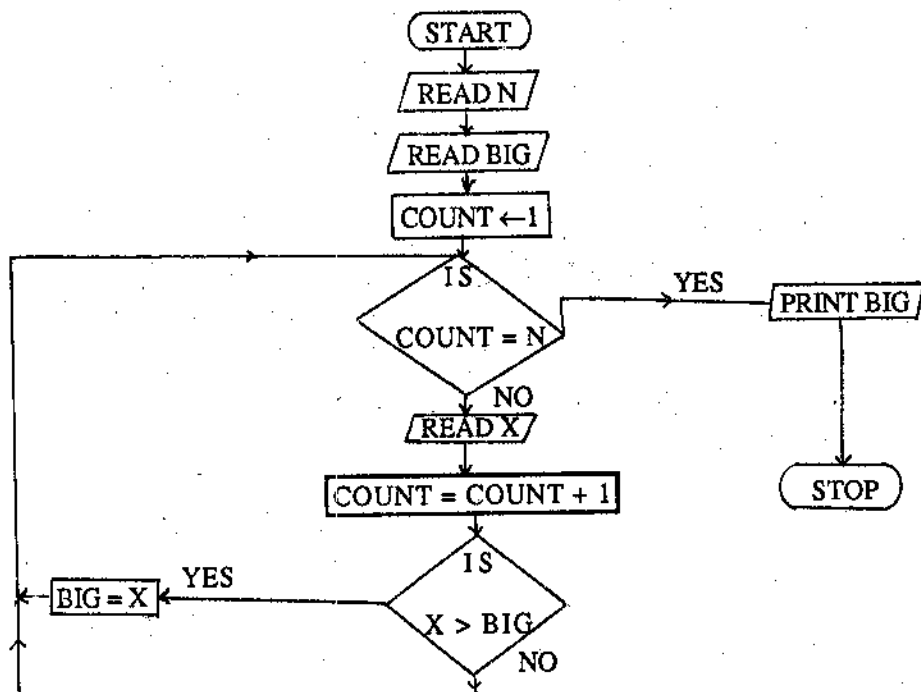 START
READ N
READ BIG
COUNT ←1
IS
COUNT = N
YES
PRINT BIG
NO
READ X
COUNT = COUNT + 1
STOP
IS
X > BIG
YES
BIG = X
NO